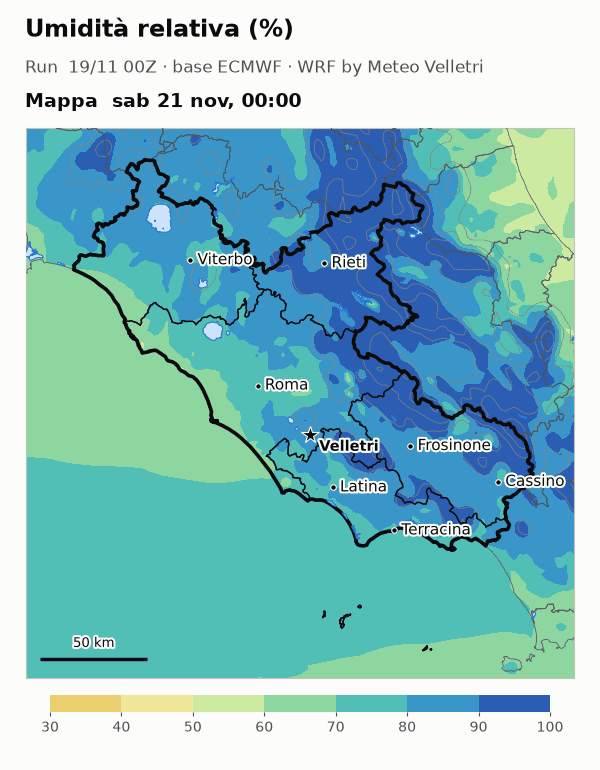 Umidità relativa (%)
Run  19/11 00Z · base ECMWF · WRF by Meteo Velletri
Mappa  sab 21 nov, 00:00
Viterbo
Rieti
Roma
Velletri
Frosinone
Cassino
Latina
Terracina
50 km
30 40 50 60 70 80 90 100